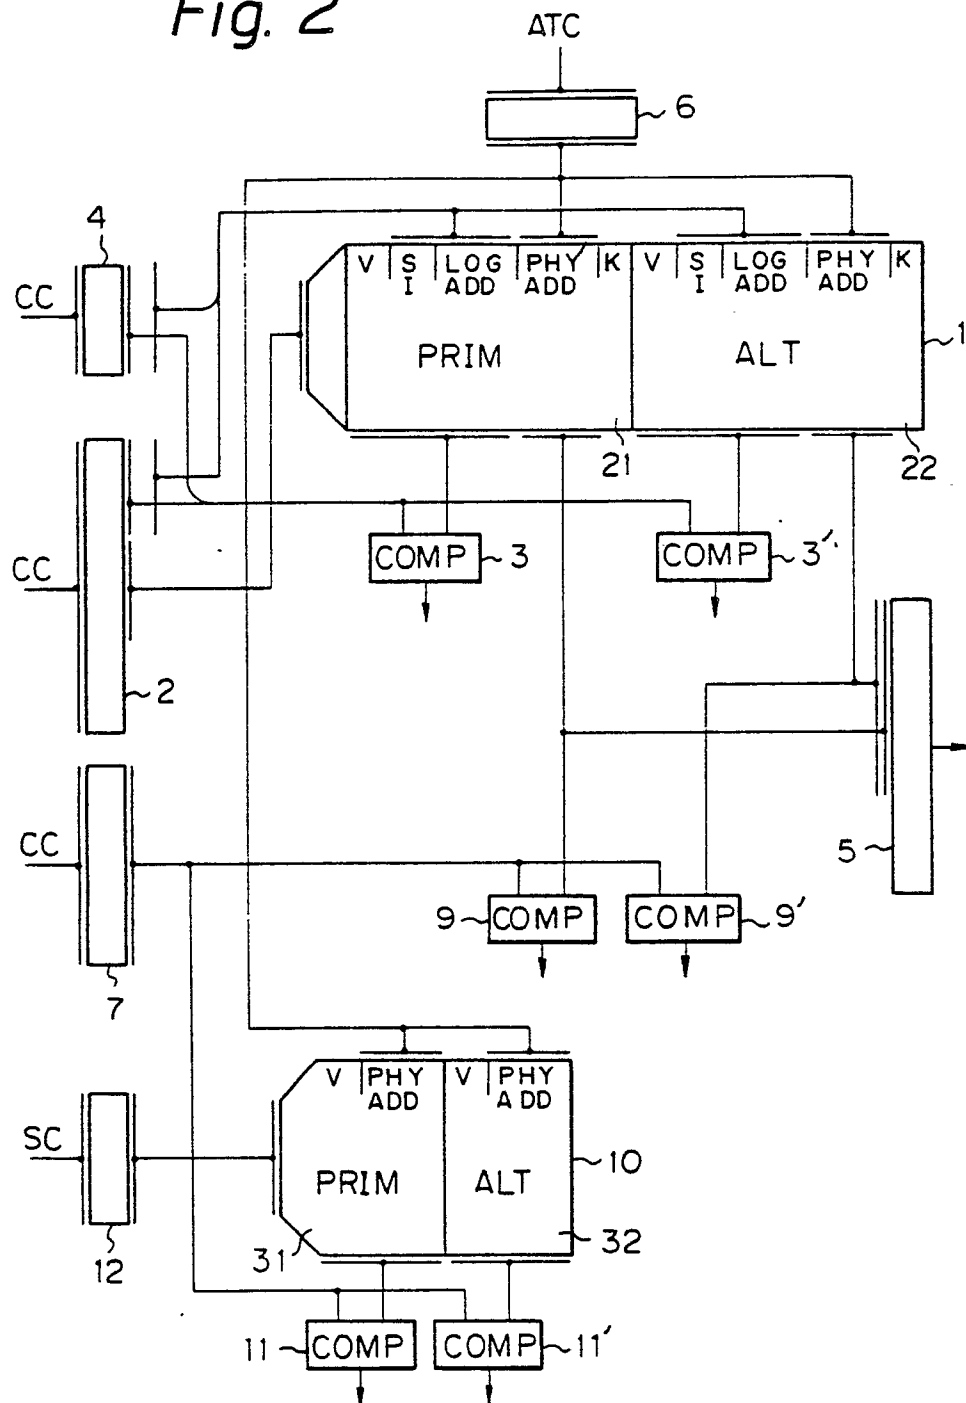 Fig. 2
ATC
6
4
CC
V S I LOG ADD PHY ADD K V S I LOG ADD PHY ADD K
PRIM
ALT
1
21
22
COMP 3
COMP 3'
CC
2
CC
5
9 COMP
COMP 9'
7
V PHY ADD V PHY ADD
SC
PRIM
ALT
10
31
32
12
11 COMP
COMP 11'